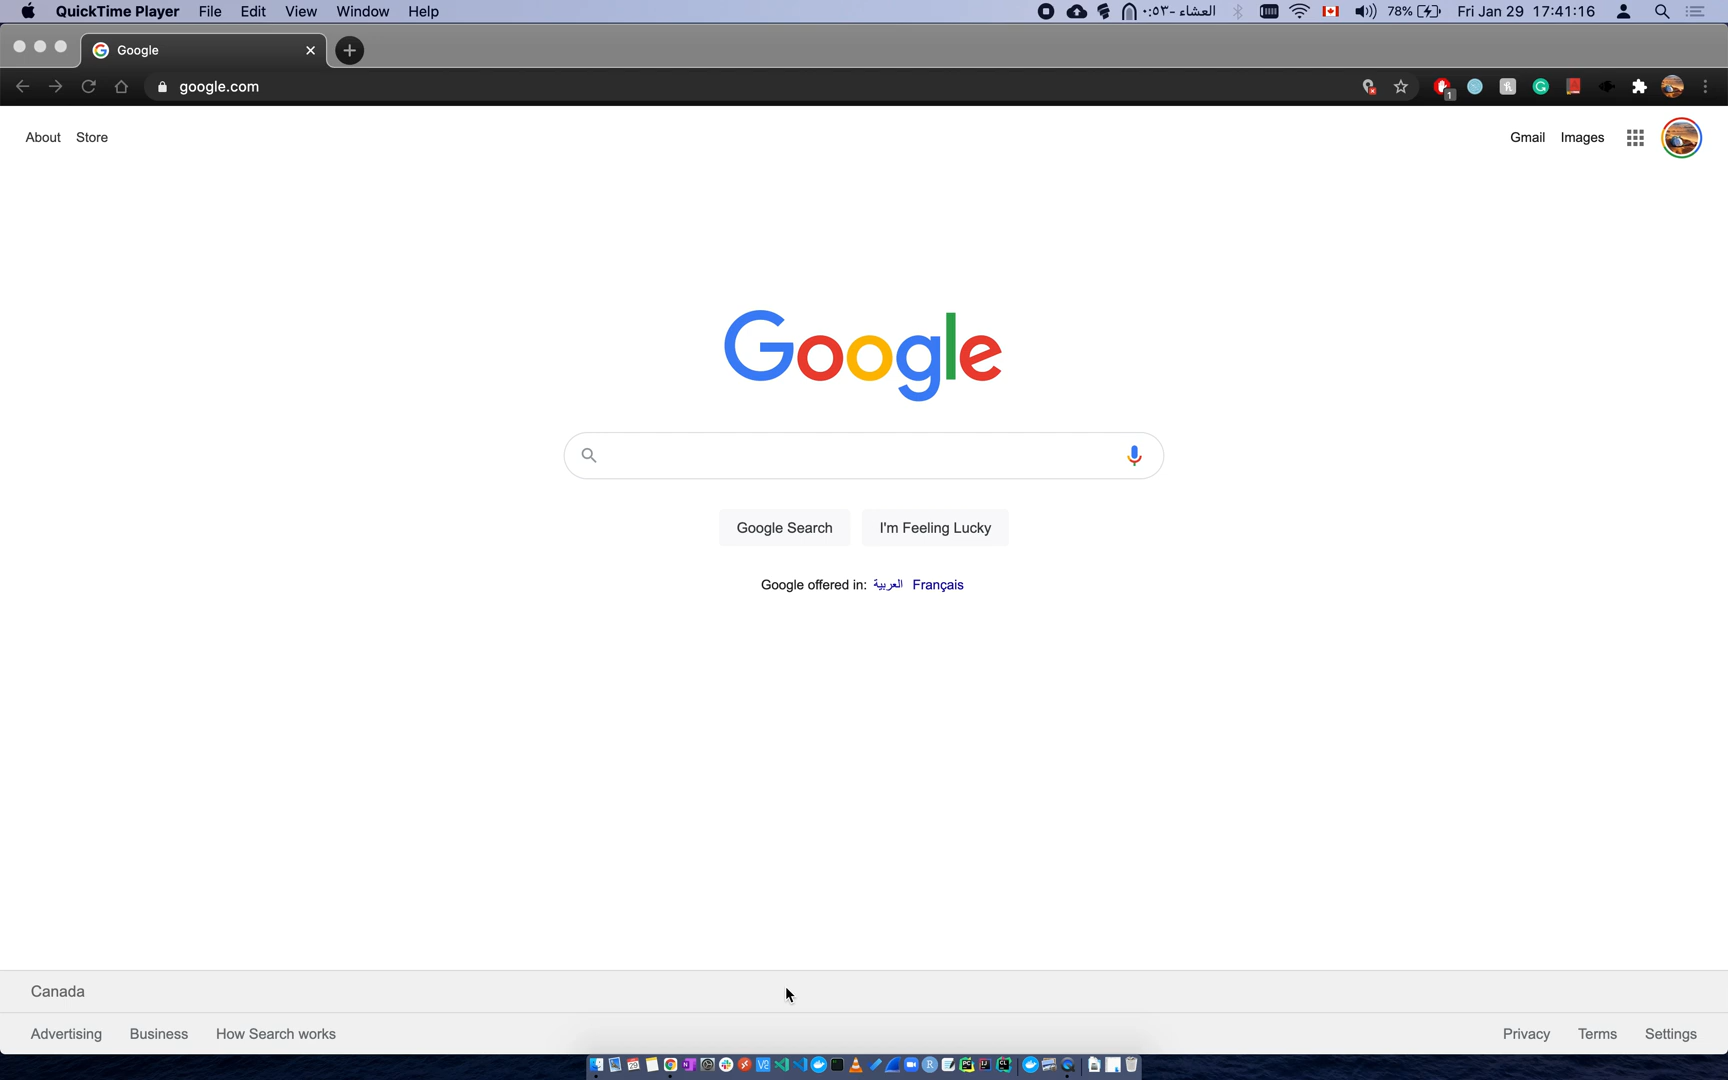 QuickTime Player File Edit View Window Help العشاء -٠:٥٣ 78% Fri Jan 29 17:41:16
Google
google.com
1
About Store Gmail Images
Google
Google Search I'm Feeling Lucky
Google offered in: العربية Français
Canada
Advertising Business How Search works Privacy Terms Settings